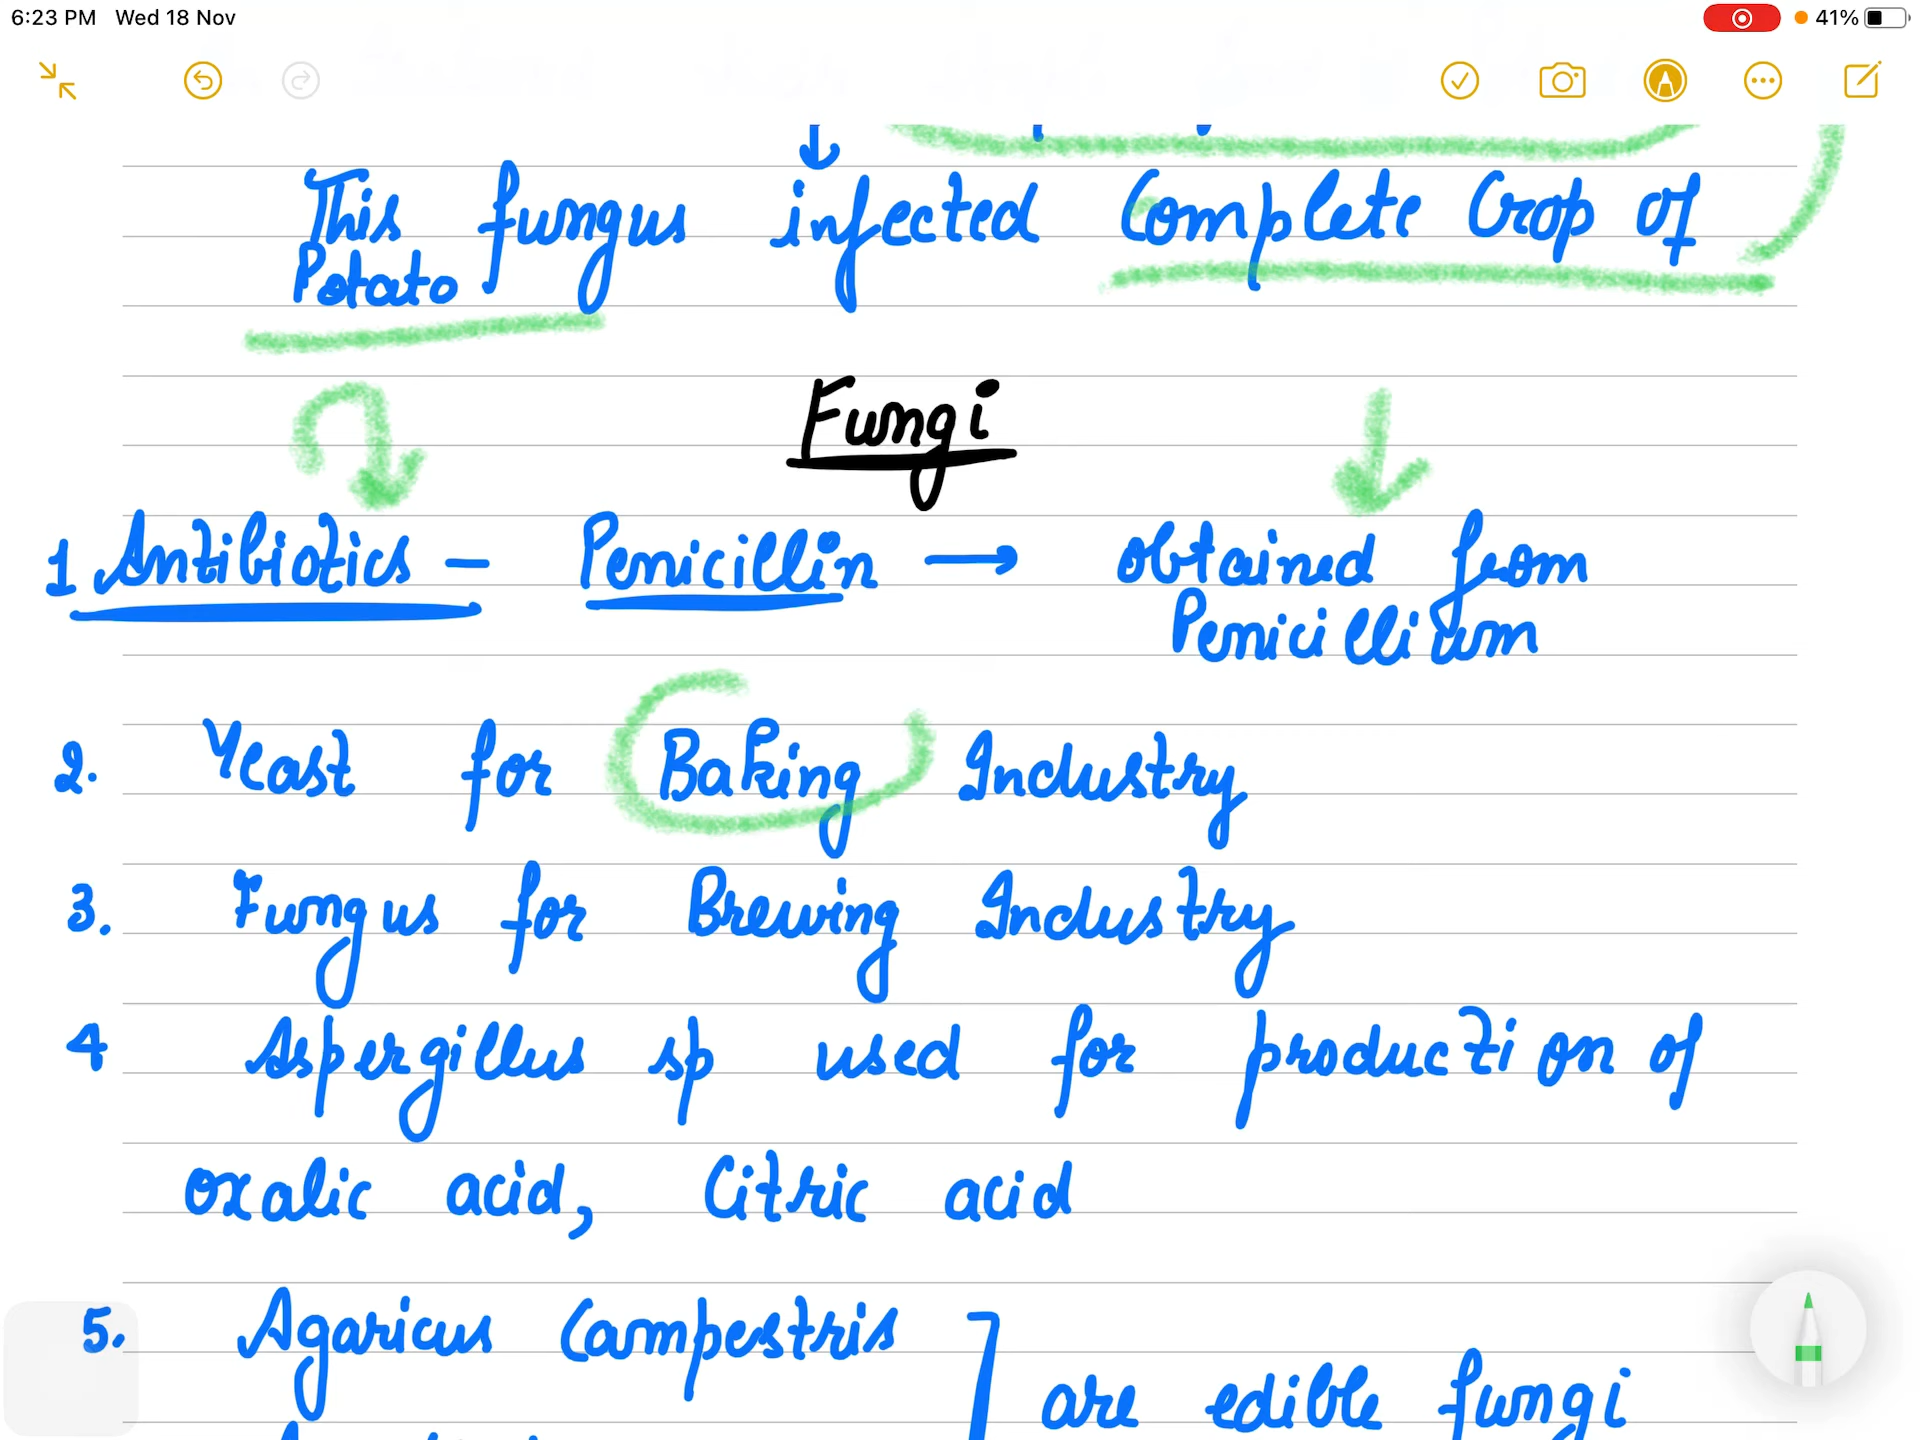 6:23 PM Wed 18 Nov
41%
This fungus infected Complete Crop of
Potato
Fungi
1 Antibiotics – Penicillin → obtained from
Penicillium
2. Yeast for Baking Industry
3. Fungus for Brewing Industry
4 Aspergillus sp used for production of
oxalic acid, Citric acid
5. Agaricus Campestris
are edible fungi